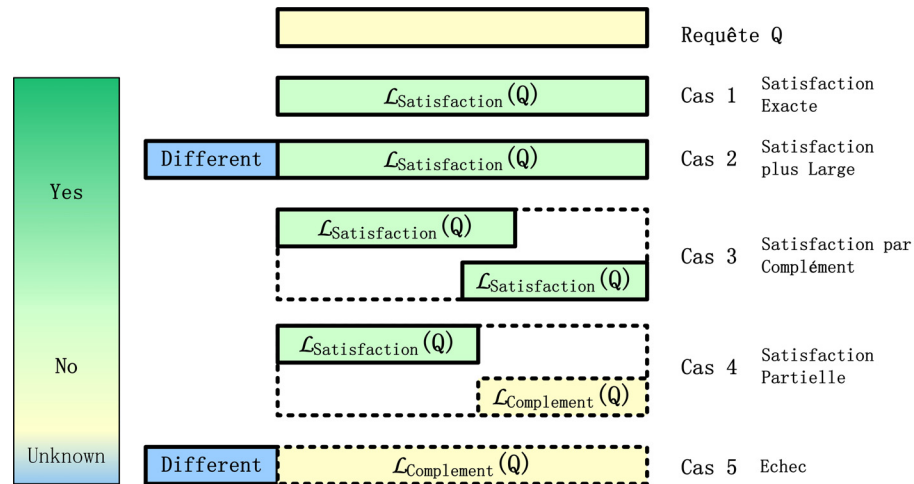 Requête Q
ℒSatisfaction(Q)
Cas 1
Satisfaction
Exacte
Different
ℒSatisfaction(Q)
Cas 2
Satisfaction
plus Large
Yes
ℒSatisfaction(Q)
ℒSatisfaction(Q)
Cas 3
Satisfaction par
Complément
No
ℒSatisfaction(Q)
ℒComplement(Q)
Cas 4
Satisfaction
Partielle
Unknown
Different
ℒComplement(Q)
Cas 5
Echec